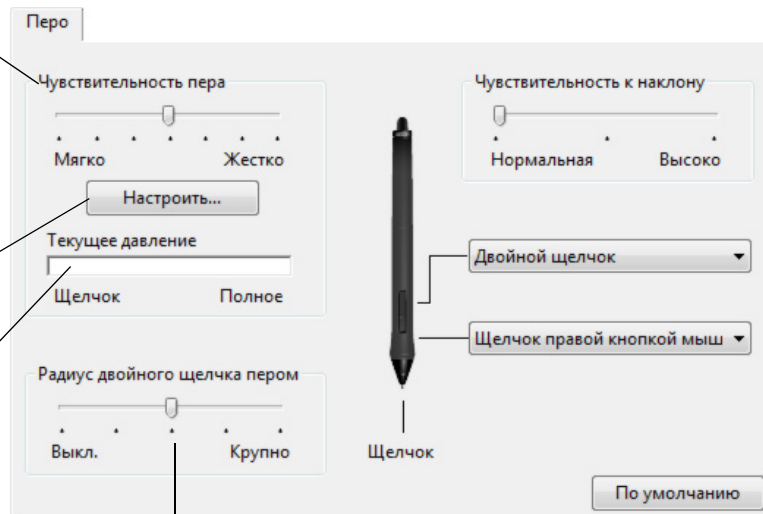 Перо
Чувствительность пера
Мягко Жестко
Настроить...
Текущее давление
Щелчок Полное
Радиус двойного щелчка пером
Выкл. Крупно
Чувствительность к наклону
Нормальная Высоко
Двойной щелчок
Щелчок правой кнопкой мыш
Щелчок
По умолчанию